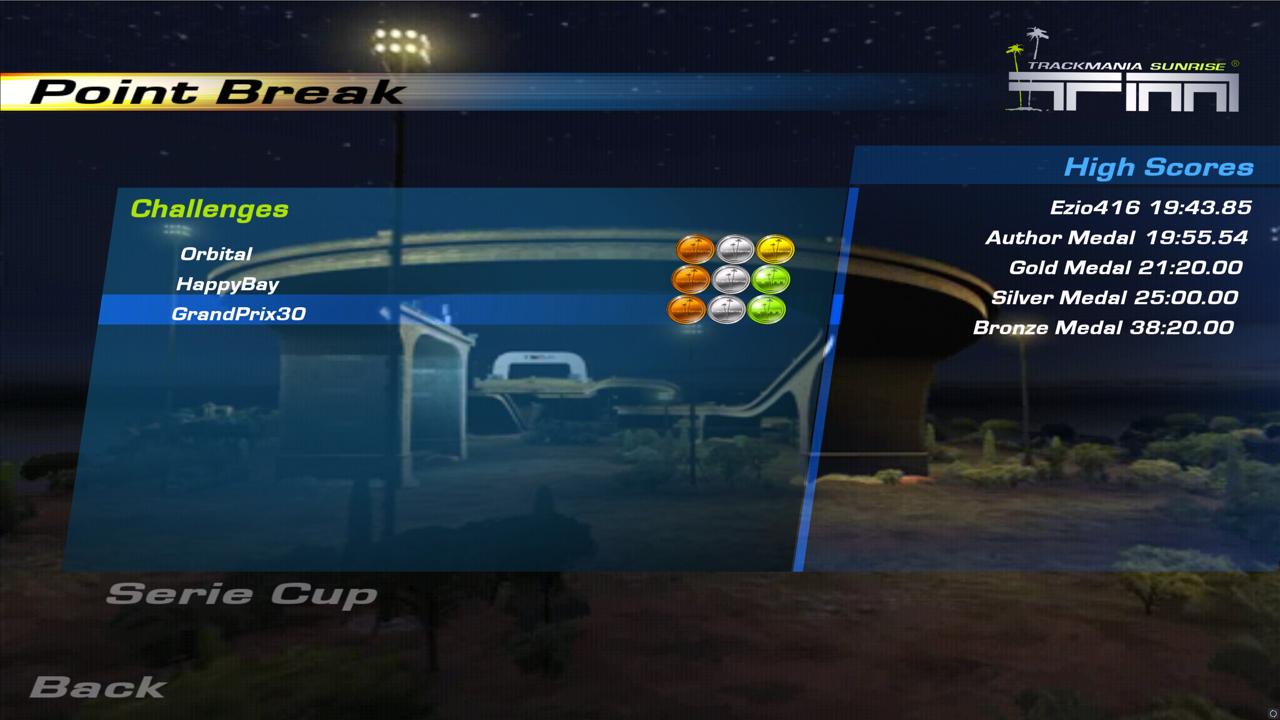 Point Break
TRACKMANIA SUNRISE ®
TM
High Scores
Ezio416 19:43.85
Author Medal 19:55.54
Gold Medal 21:20.00
Silver Medal 25:00.00
Bronze Medal 38:20.00
Challenges
Orbital
HappyBay
GrandPrix30
Serie Cup
Back